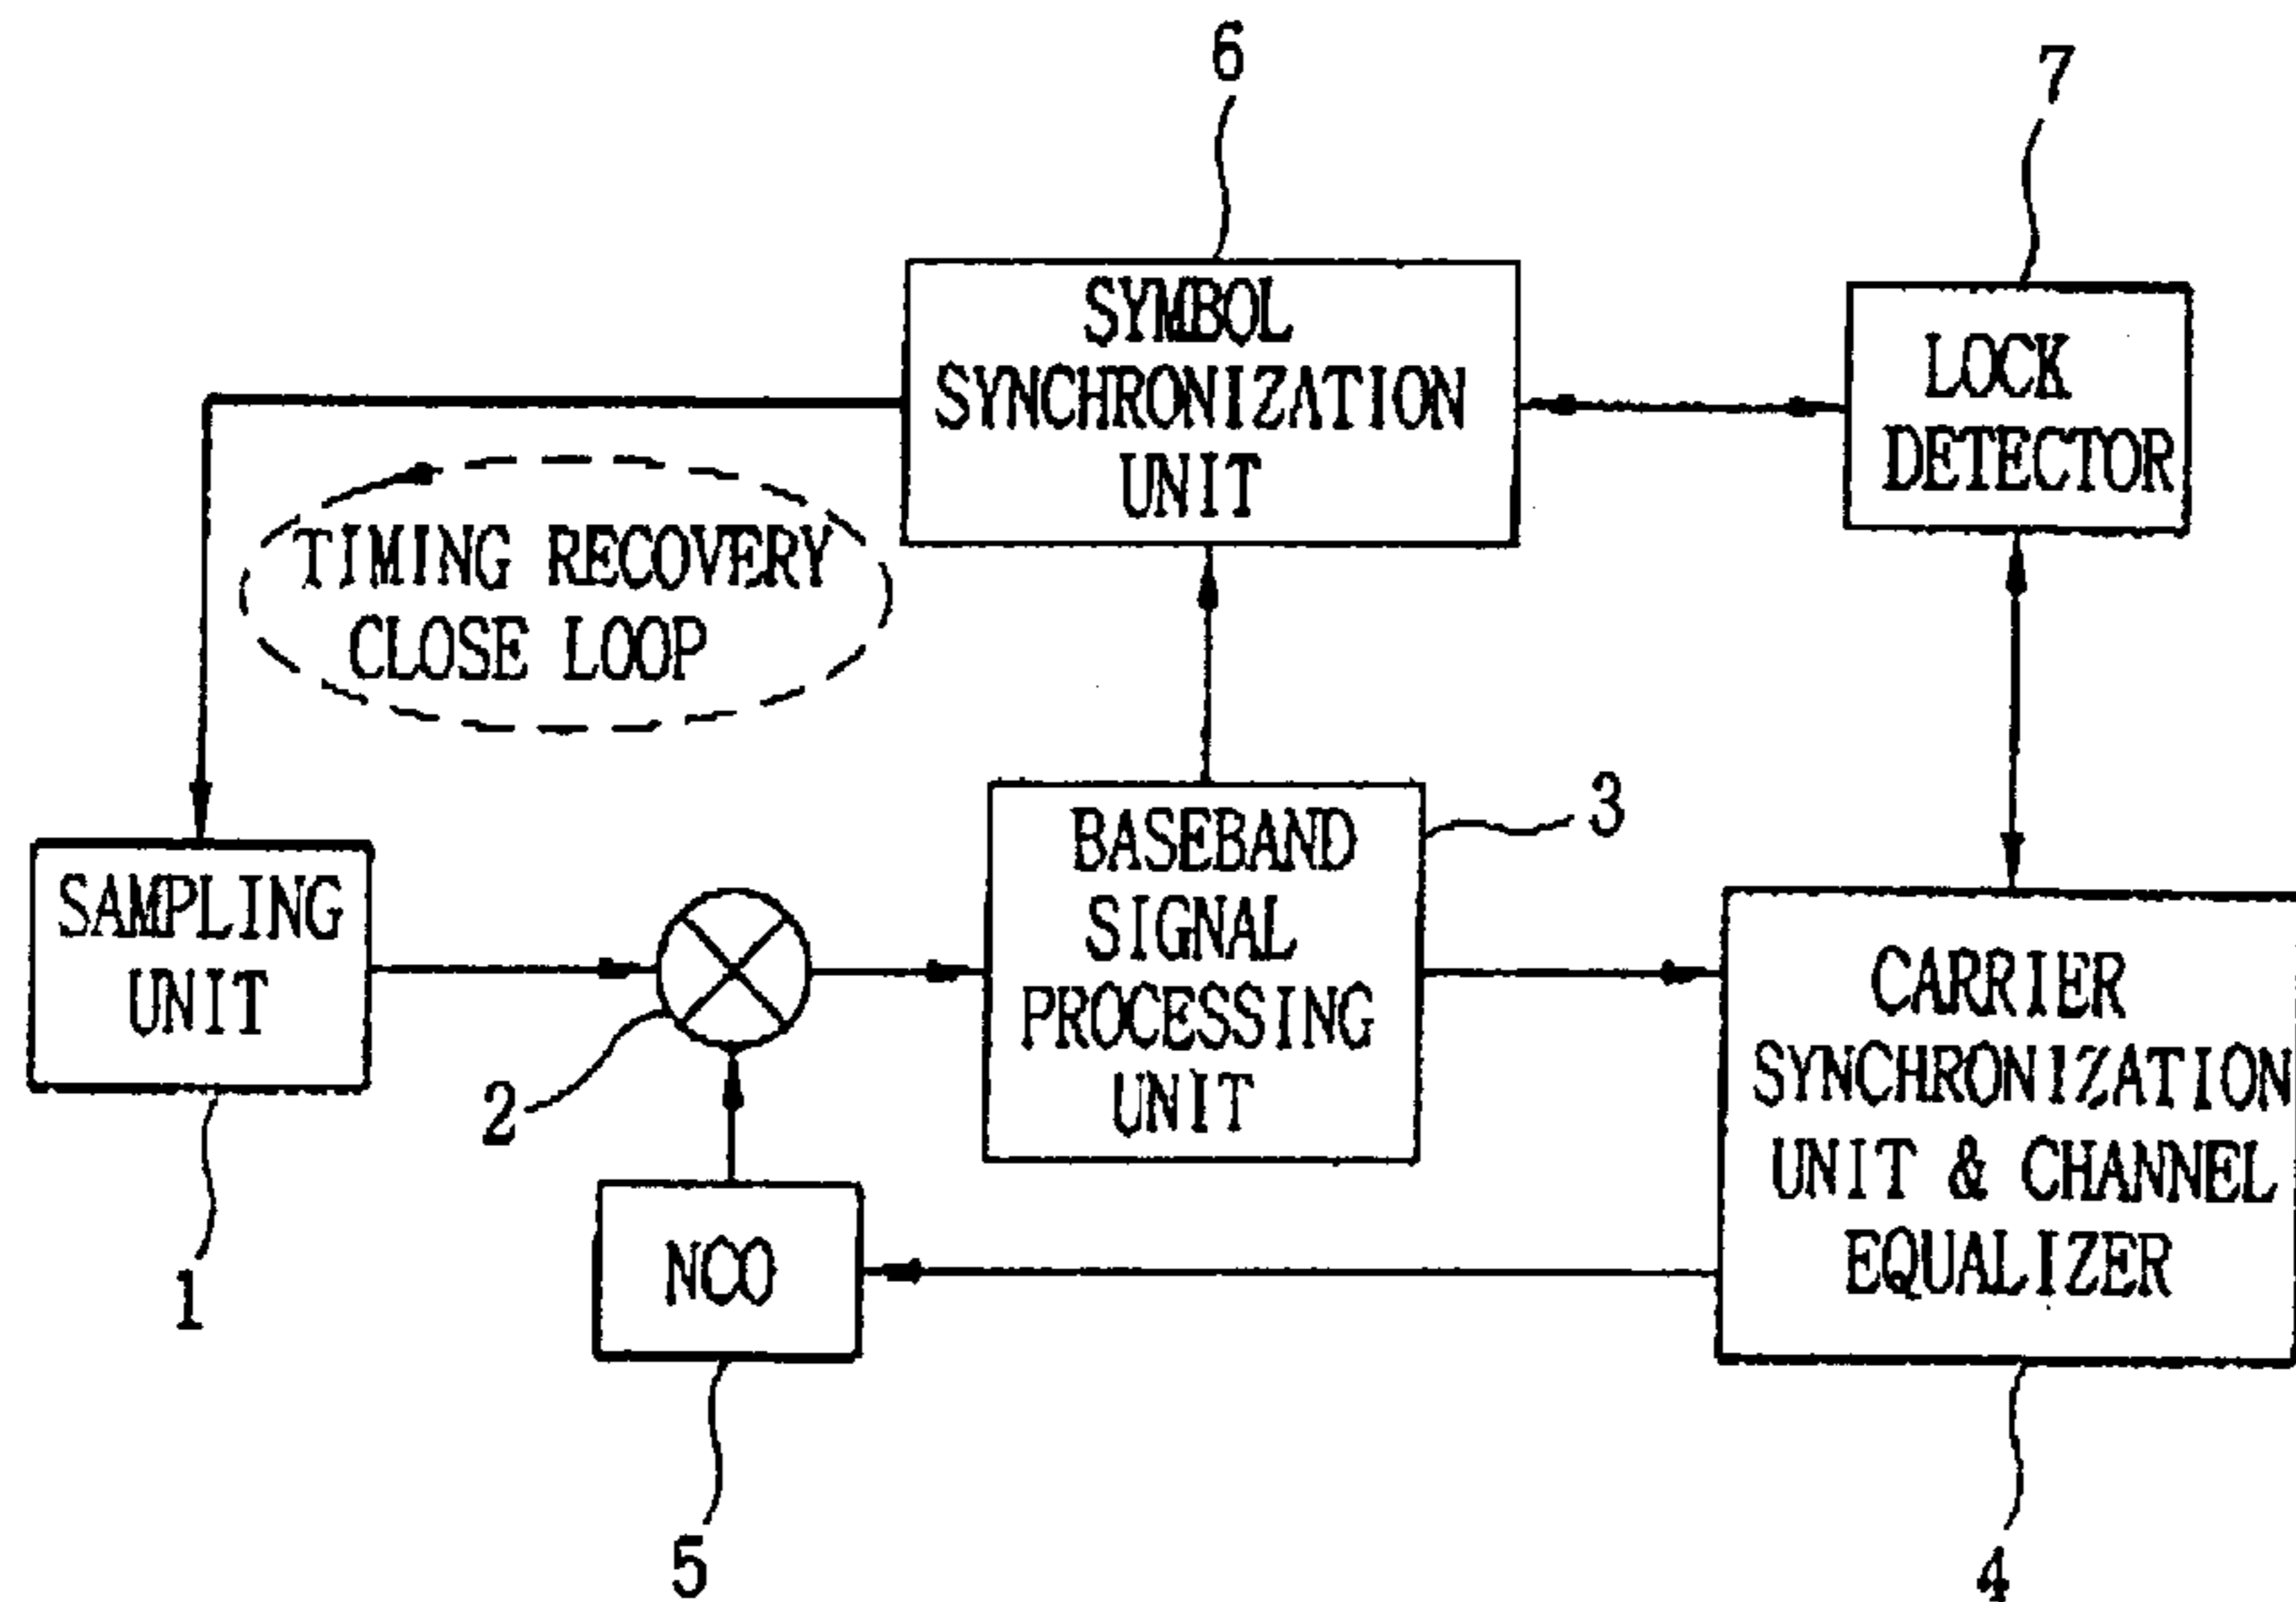 6
7
SYMBOL
SYNCHRONIZATION
UNIT
LOCK
DETECTOR
TIMING RECOVERY
CLOSE LOOP
SAMPLING
UNIT
1
2
BASEBAND
SIGNAL
PROCESSING
UNIT
3
CARRIER
SYNCHRONIZATION
UNIT & CHANNEL
EQUALIZER
4
NCO
5